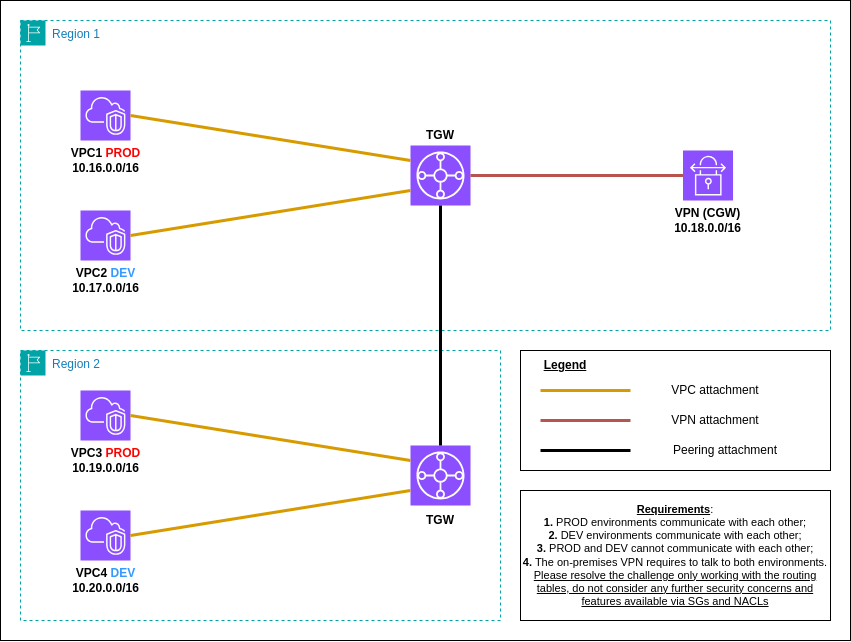 Region 1
VPC1 PROD
10.16.0.0/16
TGW
VPN (CGW)
10.18.0.0/16
VPC2 DEV
10.17.0.0/16
Region 2
VPC3 PROD
10.19.0.0/16
VPC4 DEV
10.20.0.0/16
TGW
Legend
VPC attachment
VPN attachment
Peering attachment
Requirements:
1. PROD environments communicate with each other;
2. DEV environments communicate with each other;
3. PROD and DEV cannot communicate with each other;
4. The on-premises VPN requires to talk to both environments.
Please resolve the challenge only working with the routing
tables, do not consider any further security concerns and
features available via SGs and NACLs